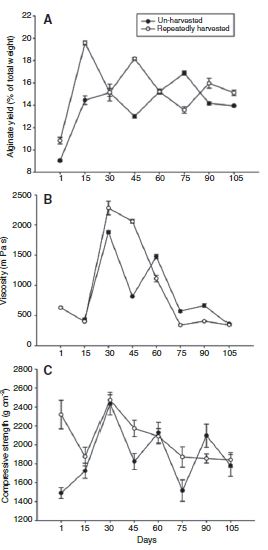 A
Un-harvested
Repeatedly harvested
Alginate yield (% of total weight)
22
20
18
16
14
12
10
8
1 15 30 45 60 75 90 105
B
Viscosity (m Pa s)
2500
2000
1500
1000
500
0
1 15 30 45 60 75 90 105
C
Compressive strength (g cm⁻²)
2800
2600
2400
2200
2000
1800
1600
1400
1200
1 15 30 45 60 75 90 105
Days